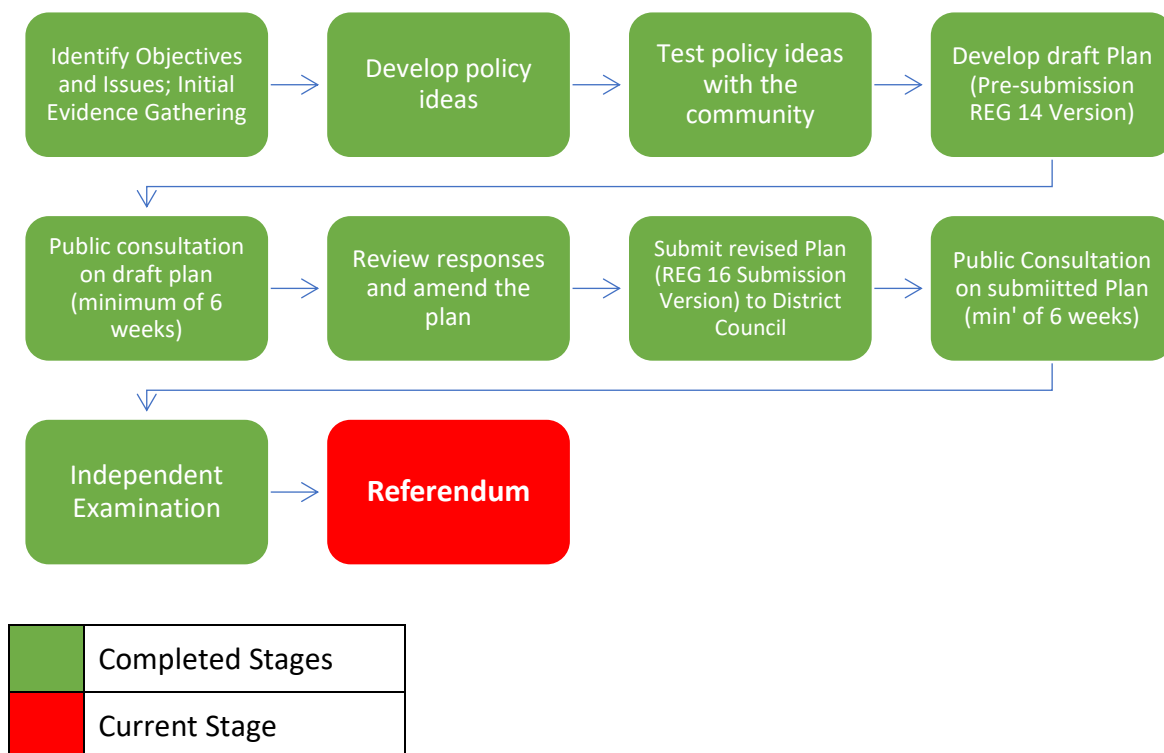 Identify Objectives
and Issues; Initial
Evidence Gathering
Develop policy
ideas
Test policy ideas
with the
community
Develop draft Plan
(Pre-submission
REG 14 Version)
Public consultation
on draft plan
(minimum of 6
weeks)
Review responses
and amend the
plan
Submit revised Plan
(REG 16 Submission
Version) to District
Council
Public Consultation
on submiitted Plan
(min' of 6 weeks)
Independent
Examination
Referendum
Completed Stages
Current Stage